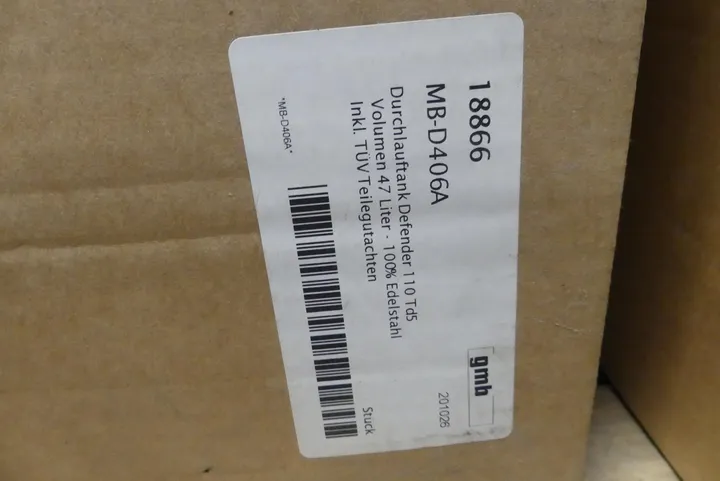 18866
MB-D406A
Durchlauftank Defender 110 Td5
Volumen 47 Liter - 100% Edelstahl
Inkl. TÜV Teilegutachten
*MB-D406A*
gmb
201026
Stück